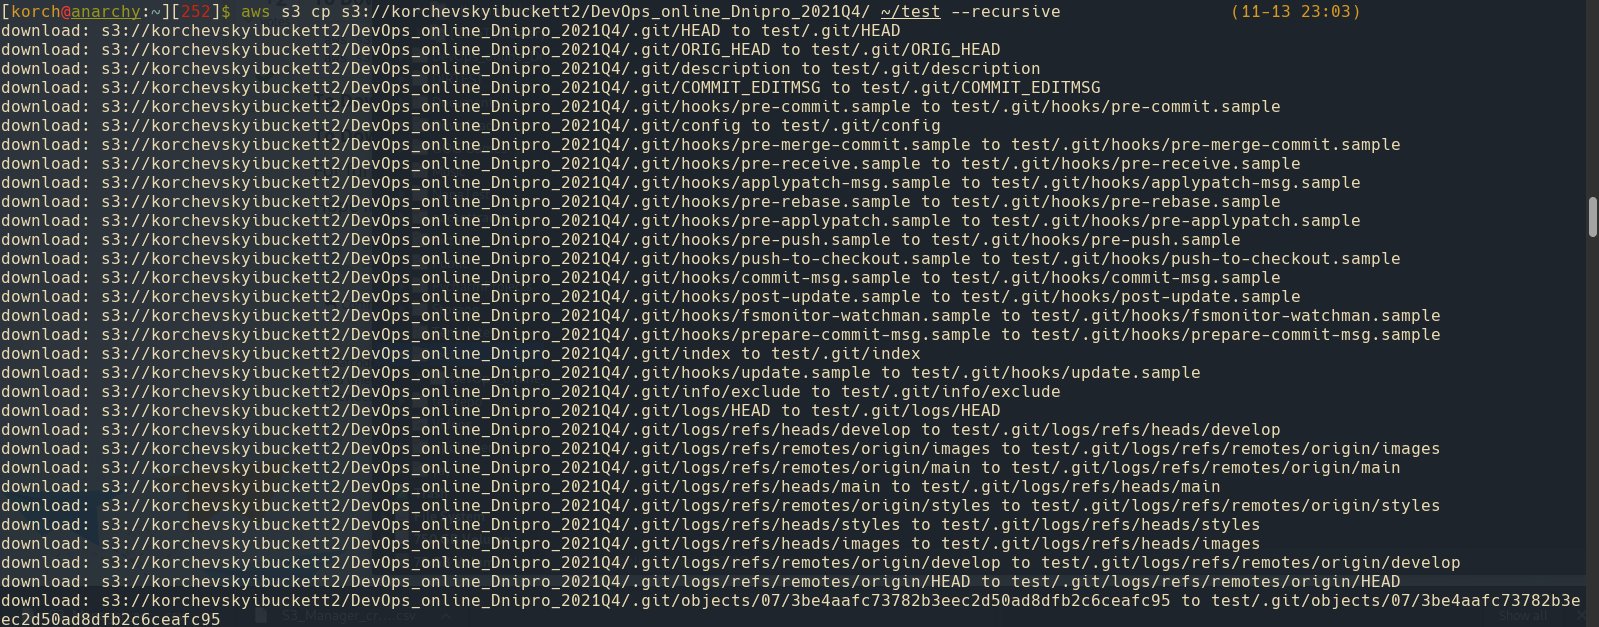 [korch@anarchy:~][252]$ aws s3 cp s3://korchevskyibuckett2/DevOps_online_Dnipro_2021Q4/ ~/test --recursive (11-13 23:03)
download: s3://korchevskyibuckett2/DevOps_online_Dnipro_2021Q4/.git/HEAD to test/.git/HEAD
download: s3://korchevskyibuckett2/DevOps_online_Dnipro_2021Q4/.git/ORIG_HEAD to test/.git/ORIG_HEAD
download: s3://korchevskyibuckett2/DevOps_online_Dnipro_2021Q4/.git/description to test/.git/description
download: s3://korchevskyibuckett2/DevOps_online_Dnipro_2021Q4/.git/COMMIT_EDITMSG to test/.git/COMMIT_EDITMSG
download: s3://korchevskyibuckett2/DevOps_online_Dnipro_2021Q4/.git/hooks/pre-commit.sample to test/.git/hooks/pre-commit.sample
download: s3://korchevskyibuckett2/DevOps_online_Dnipro_2021Q4/.git/config to test/.git/config
download: s3://korchevskyibuckett2/DevOps_online_Dnipro_2021Q4/.git/hooks/pre-merge-commit.sample to test/.git/hooks/pre-merge-commit.sample
download: s3://korchevskyibuckett2/DevOps_online_Dnipro_2021Q4/.git/hooks/pre-receive.sample to test/.git/hooks/pre-receive.sample
download: s3://korchevskyibuckett2/DevOps_online_Dnipro_2021Q4/.git/hooks/applypatch-msg.sample to test/.git/hooks/applypatch-msg.sample
download: s3://korchevskyibuckett2/DevOps_online_Dnipro_2021Q4/.git/hooks/pre-rebase.sample to test/.git/hooks/pre-rebase.sample
download: s3://korchevskyibuckett2/DevOps_online_Dnipro_2021Q4/.git/hooks/pre-applypatch.sample to test/.git/hooks/pre-applypatch.sample
download: s3://korchevskyibuckett2/DevOps_online_Dnipro_2021Q4/.git/hooks/pre-push.sample to test/.git/hooks/pre-push.sample
download: s3://korchevskyibuckett2/DevOps_online_Dnipro_2021Q4/.git/hooks/push-to-checkout.sample to test/.git/hooks/push-to-checkout.sample
download: s3://korchevskyibuckett2/DevOps_online_Dnipro_2021Q4/.git/hooks/commit-msg.sample to test/.git/hooks/commit-msg.sample
download: s3://korchevskyibuckett2/DevOps_online_Dnipro_2021Q4/.git/hooks/post-update.sample to test/.git/hooks/post-update.sample
download: s3://korchevskyibuckett2/DevOps_online_Dnipro_2021Q4/.git/hooks/fsmonitor-watchman.sample to test/.git/hooks/fsmonitor-watchman.sample
download: s3://korchevskyibuckett2/DevOps_online_Dnipro_2021Q4/.git/hooks/prepare-commit-msg.sample to test/.git/hooks/prepare-commit-msg.sample
download: s3://korchevskyibuckett2/DevOps_online_Dnipro_2021Q4/.git/index to test/.git/index
download: s3://korchevskyibuckett2/DevOps_online_Dnipro_2021Q4/.git/hooks/update.sample to test/.git/hooks/update.sample
download: s3://korchevskyibuckett2/DevOps_online_Dnipro_2021Q4/.git/info/exclude to test/.git/info/exclude
download: s3://korchevskyibuckett2/DevOps_online_Dnipro_2021Q4/.git/logs/HEAD to test/.git/logs/HEAD
download: s3://korchevskyibuckett2/DevOps_online_Dnipro_2021Q4/.git/logs/refs/heads/develop to test/.git/logs/refs/heads/develop
download: s3://korchevskyibuckett2/DevOps_online_Dnipro_2021Q4/.git/logs/refs/remotes/origin/images to test/.git/logs/refs/remotes/origin/images
download: s3://korchevskyibuckett2/DevOps_online_Dnipro_2021Q4/.git/logs/refs/remotes/origin/main to test/.git/logs/refs/remotes/origin/main
download: s3://korchevskyibuckett2/DevOps_online_Dnipro_2021Q4/.git/logs/refs/heads/main to test/.git/logs/refs/heads/main
download: s3://korchevskyibuckett2/DevOps_online_Dnipro_2021Q4/.git/logs/refs/remotes/origin/styles to test/.git/logs/refs/remotes/origin/styles
download: s3://korchevskyibuckett2/DevOps_online_Dnipro_2021Q4/.git/logs/refs/heads/styles to test/.git/logs/refs/heads/styles
download: s3://korchevskyibuckett2/DevOps_online_Dnipro_2021Q4/.git/logs/refs/heads/images to test/.git/logs/refs/heads/images
download: s3://korchevskyibuckett2/DevOps_online_Dnipro_2021Q4/.git/logs/refs/remotes/origin/develop to test/.git/logs/refs/remotes/origin/develop
download: s3://korchevskyibuckett2/DevOps_online_Dnipro_2021Q4/.git/logs/refs/remotes/origin/HEAD to test/.git/logs/refs/remotes/origin/HEAD
download: s3://korchevskyibuckett2/DevOps_online_Dnipro_2021Q4/.git/objects/07/3be4aafc73782b3eec2d50ad8dfb2c6ceafc95 to test/.git/objects/07/3be4aafc73782b3e
ec2d50ad8dfb2c6ceafc95
S3_Manager_cr....csv
Show all